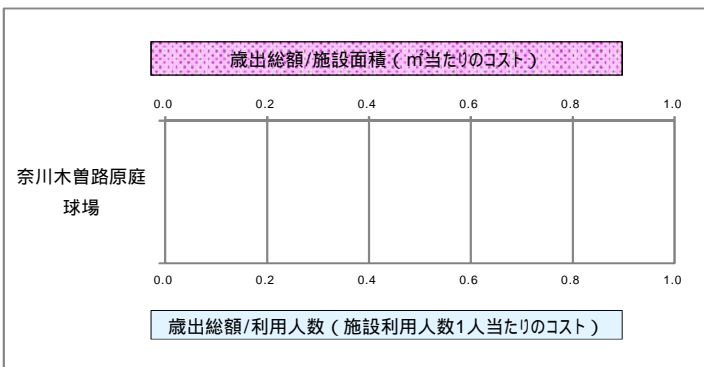 歳出総額/施設面積(㎡当たりのコスト)
0.0 0.2 0.4 0.6 0.8 1.0
奈川木曽路原庭
球場
0.0 0.2 0.4 0.6 0.8 1.0
歳出総額/利用人数(施設利用人数1人当たりのコスト)